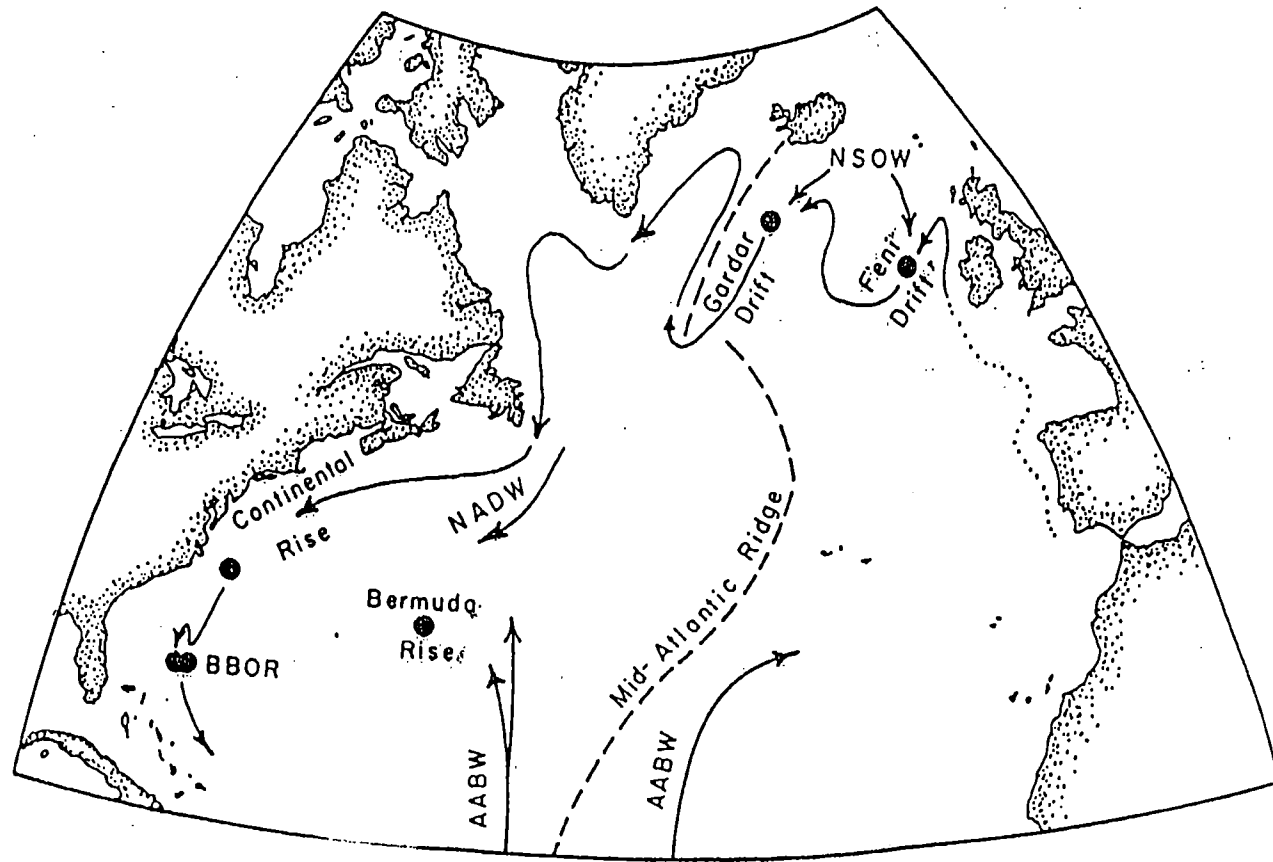 NSOW
Gardar
Drift
Feni
Drift
Continental
Rise
NADW
Bermuda
Rise
BBOR
Mid-Atlantic Ridge
AABW
AABW